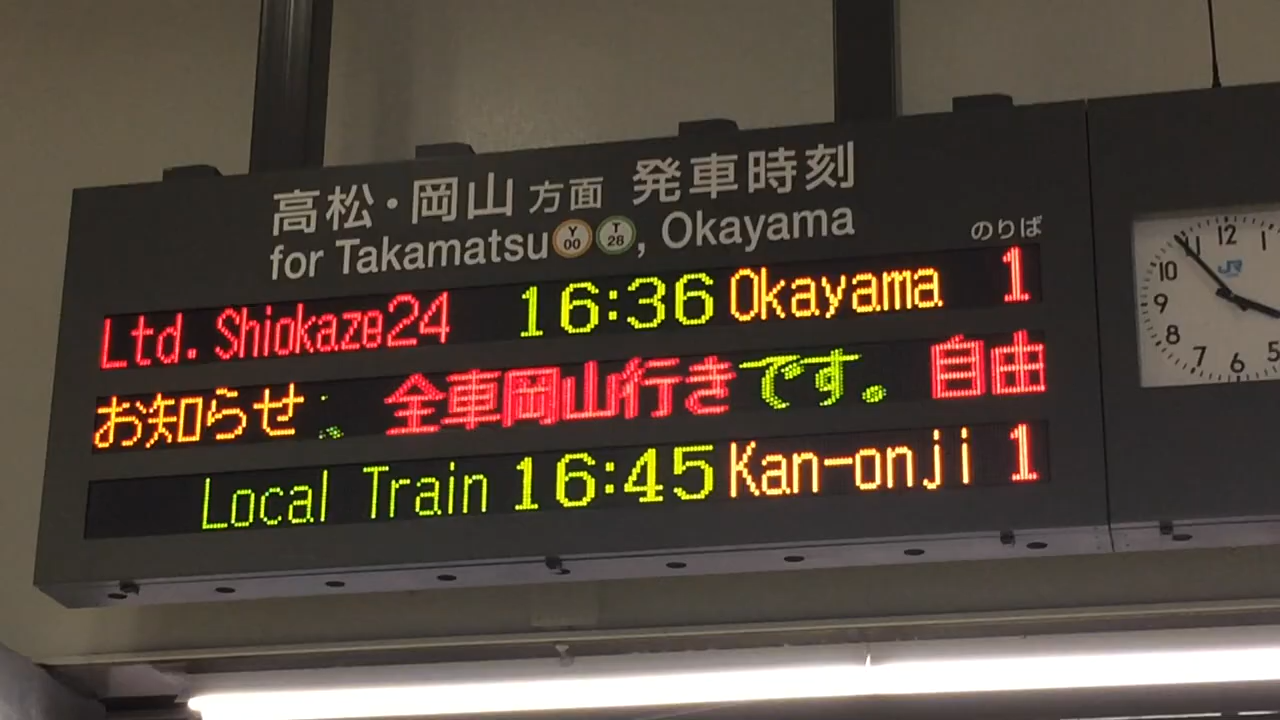 高松・岡山 方面 発車時刻
for Takamatsu Y 00 T 28, Okayama
のりば
Ltd. Shiokaze24 16:36 Okayama 1
お知らせ 全車岡山行きです。自由
Local Train 16:45 Kan-onji 1
11 12 1
10
9
8
7 6 5
JR